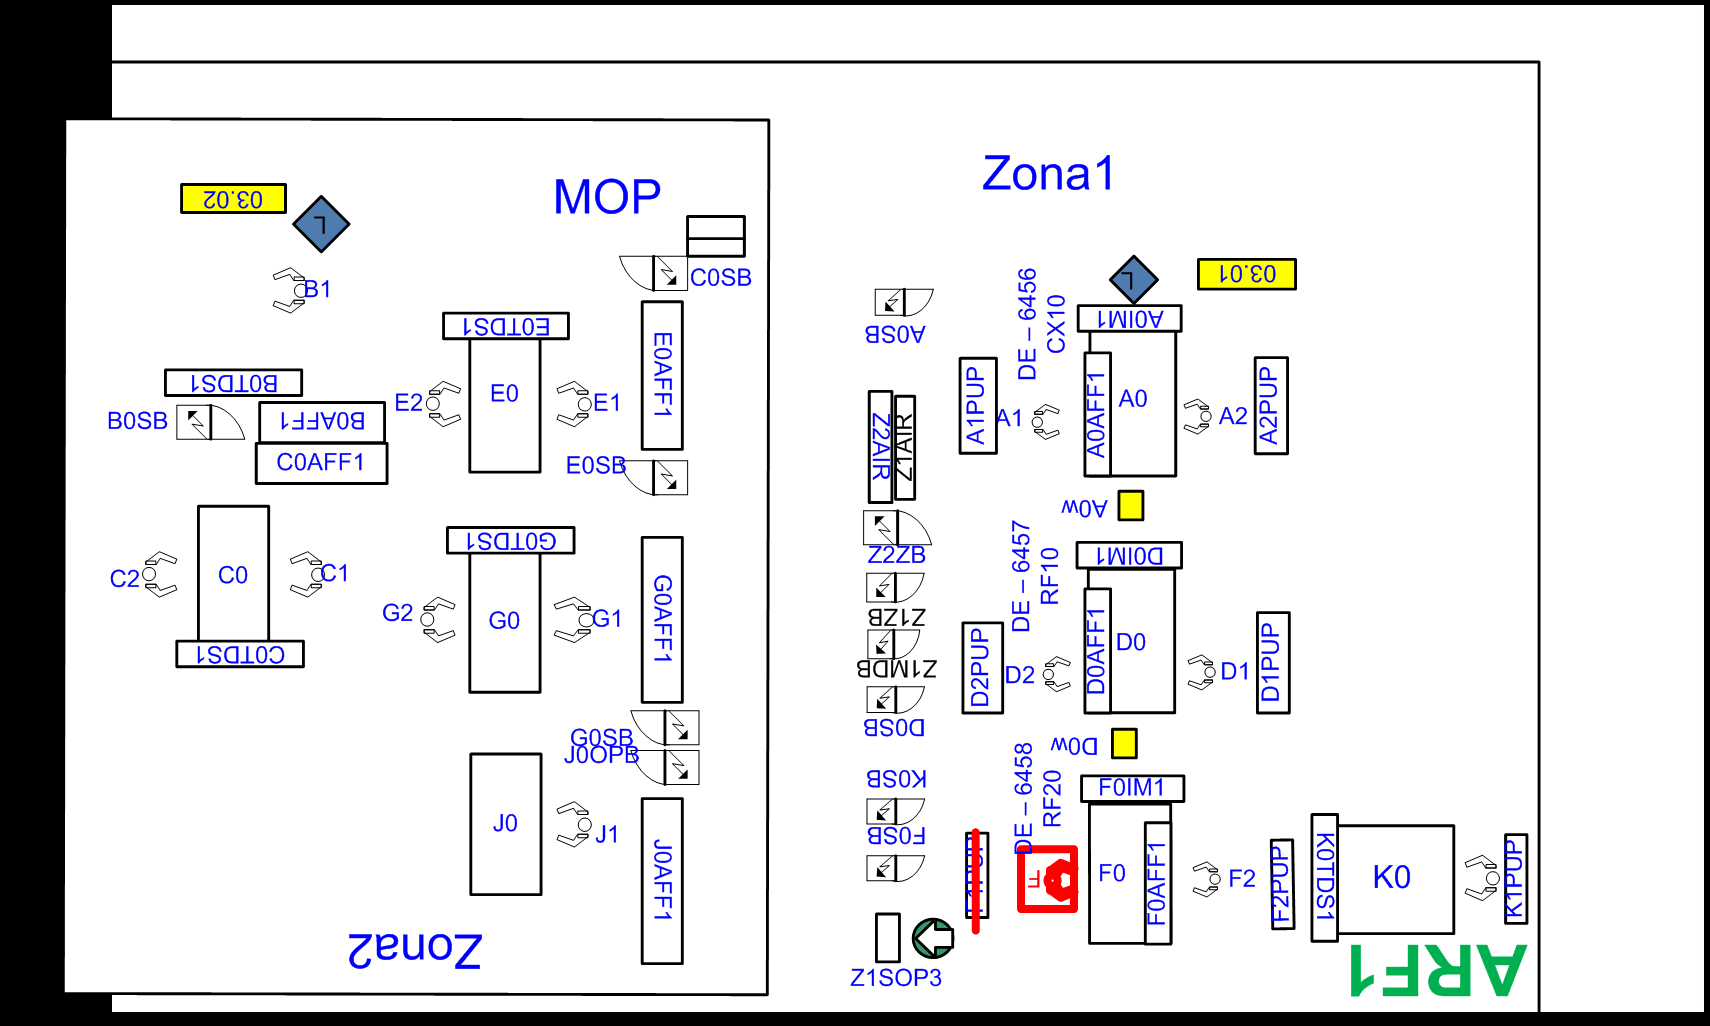 MOP
Zona1
03.02
L
B1
C0SB
E0TDS1
E0AFF1
E0
E2
E1
B0TDS1
B0SB
B0AFF1
C0AFF1
E0SB
C0
C2
C1
C0TDS1
G0TDS1
G0AFF1
G0
G2
G1
G0SB
J0OPB
J0
J1
J0AFF1
Zona2
A0SB
DE – 6456
CX10
L
03.01
A0IM1
A0AFF1
A0
A1PUP
A1
A2
A2PUP
Z2AIR
Z1AIR
A0w
Z2ZB
Z1ZB
Z1MDB
D0SB
DE – 6457
RF10
D0IM1
D0AFF1
D0
D2PUP
D2
D1
D1PUP
D0w
K0SB
F0SB
DE – 6458
RF20
F0IM1
F0
F0AFF1
F
F2
F2PUP
K0TDS1
K0
K1PUP
Z1SOP3
ARF1